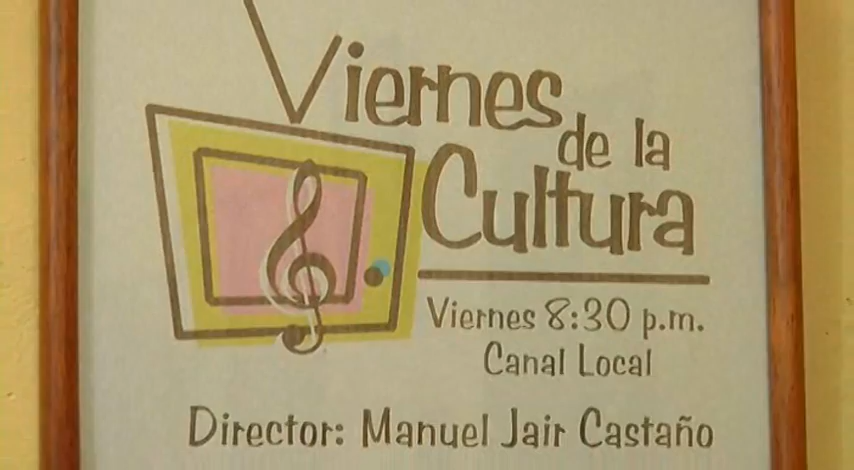 Viernes
de la
Cultura
Viernes 8:30 p.m.
Canal Local
Director: Manuel Jair Castaño